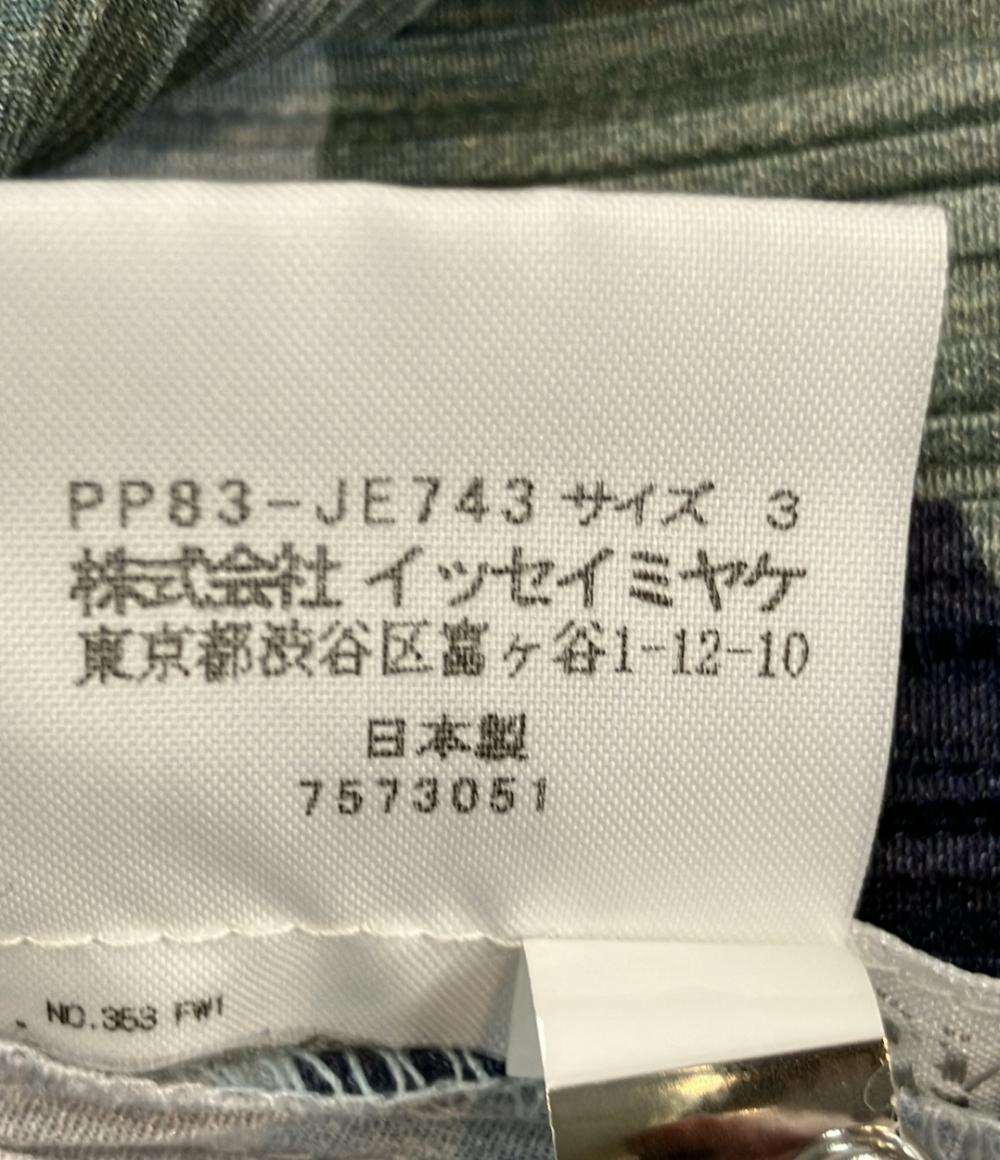 PP83-JE743 サイズ 3
株式会社 イッセイミヤケ
東京都渋谷区富ヶ谷1-12-10
日本製
7573051
NO.353 FW1